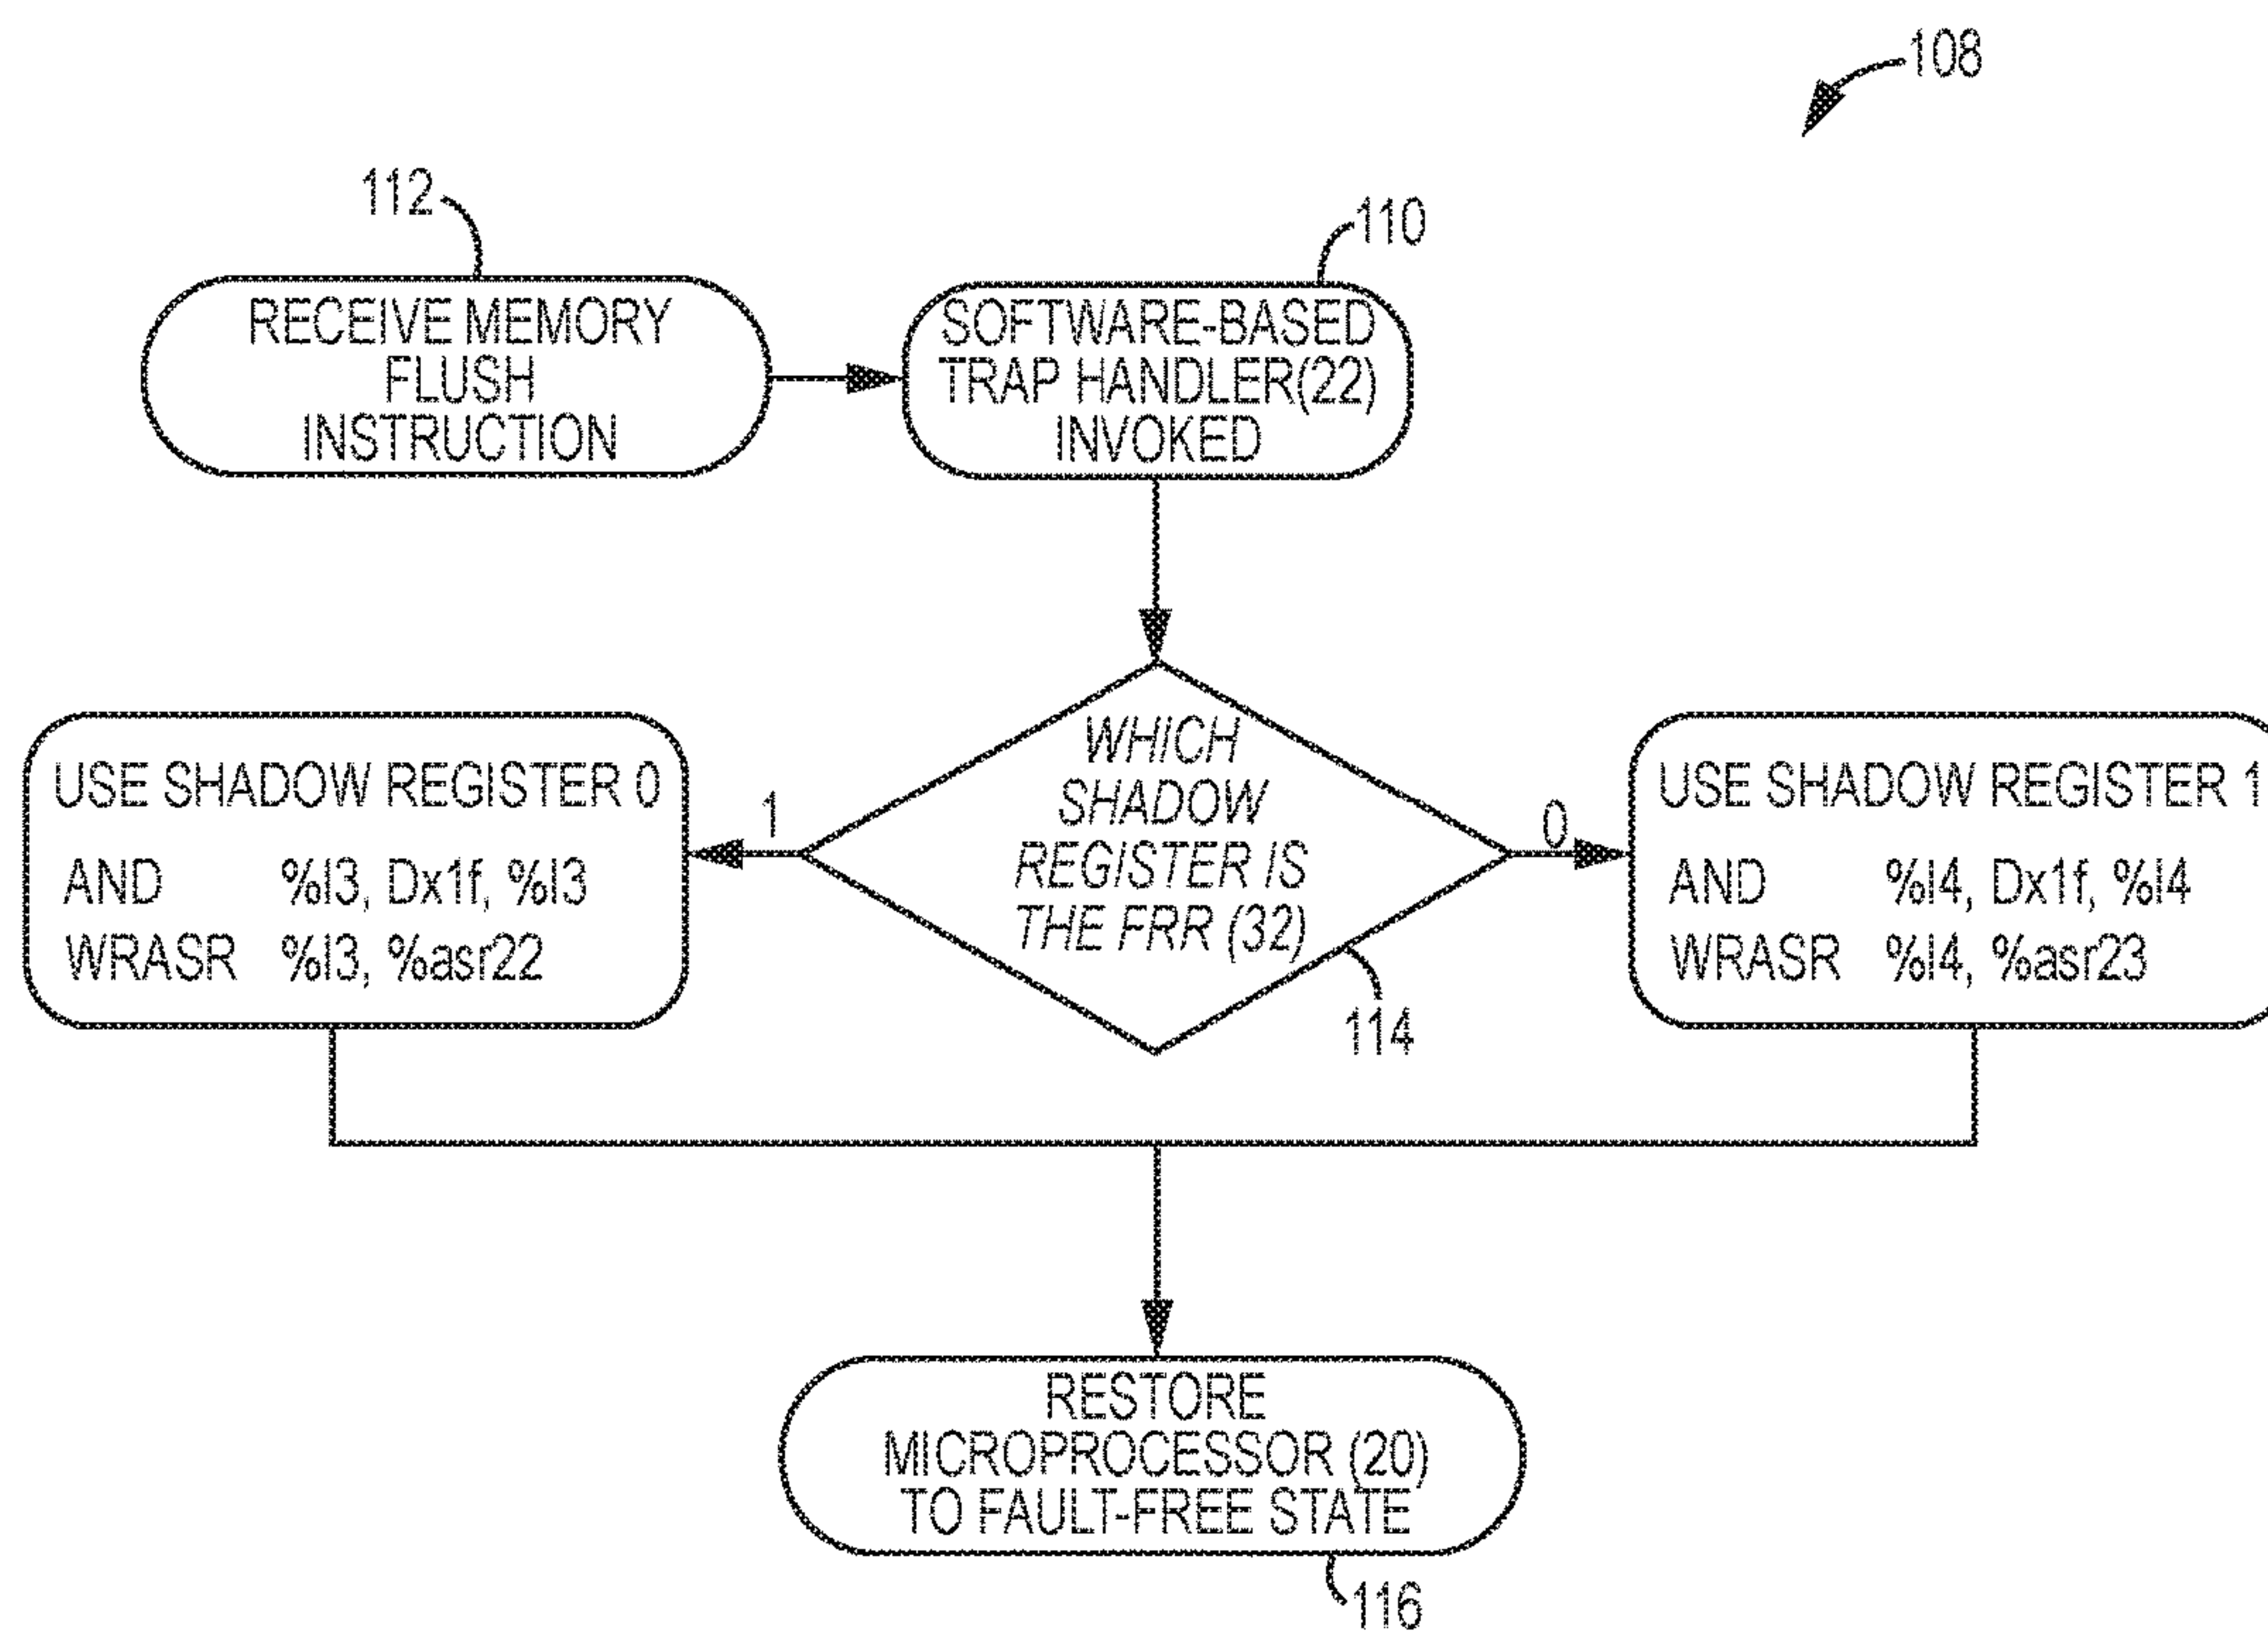 108
112
110
RECEIVE MEMORY
FLUSH
INSTRUCTION
SOFTWARE-BASED
TRAP HANDLER(22)
INVOKED
USE SHADOW REGISTER 0
AND %l3, Dx1f, %l3
WRASR %l3, %asr22
1
WHICH
SHADOW
REGISTER IS
THE FRR (32)
0
114
USE SHADOW REGISTER 1
AND %l4, Dx1f, %l4
WRASR %l4, %asr23
RESTORE
MICROPROCESSOR (20)
TO FAULT-FREE STATE
116